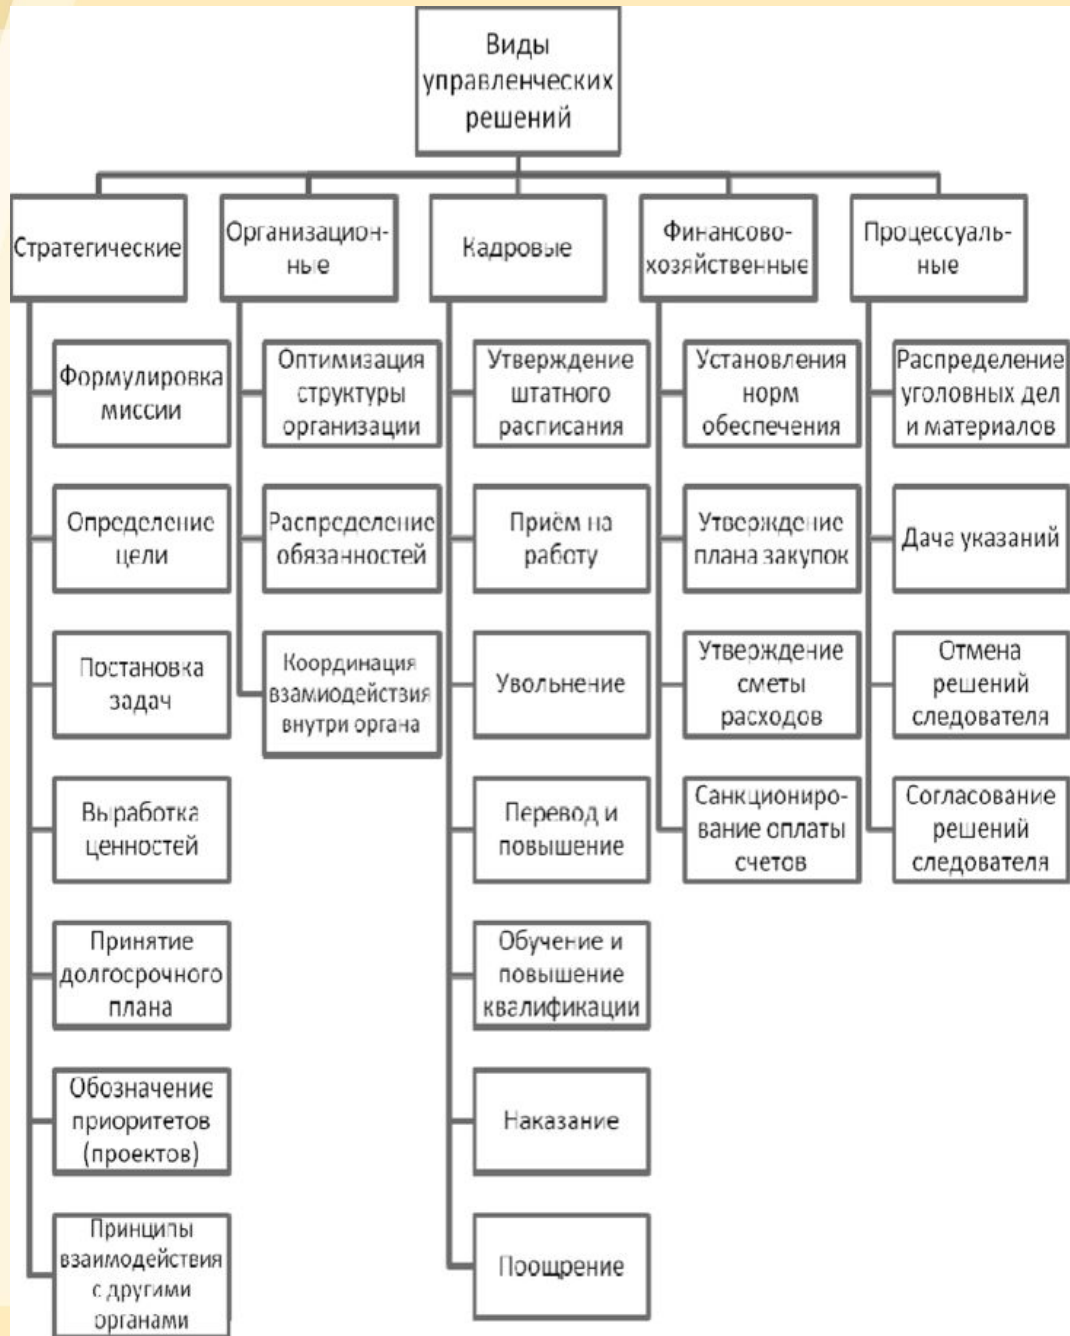 Виды
управленческих
решений
Стратегические
Организацион-
ные
Кадровые
Финансово-
хозяйственные
Процессуаль-
ные
Формулировка
миссии
Определение
цели
Постановка
задач
Выработка
ценностей
Принятие
долгосрочного
плана
Обозначение
приоритетов
(проектов)
Принципы
взаимодействия
с другими
органами
Оптимизация
структуры
организации
Распределение
обязанностей
Координация
взамиодействия
внутри органа
Утверждение
штатного
расписания
Приём на
работу
Увольнение
Перевод и
повышение
Обучение и
повышение
квалификации
Наказание
Поощрение
Установления
норм
обеспечения
Утверждение
плана закупок
Утверждение
сметы
расходов
Санкциониро-
вание оплаты
счетов
Распределение
уголовных дел
и материалов
Дача указаний
Отмена
решений
следователя
Согласование
решений
следователя